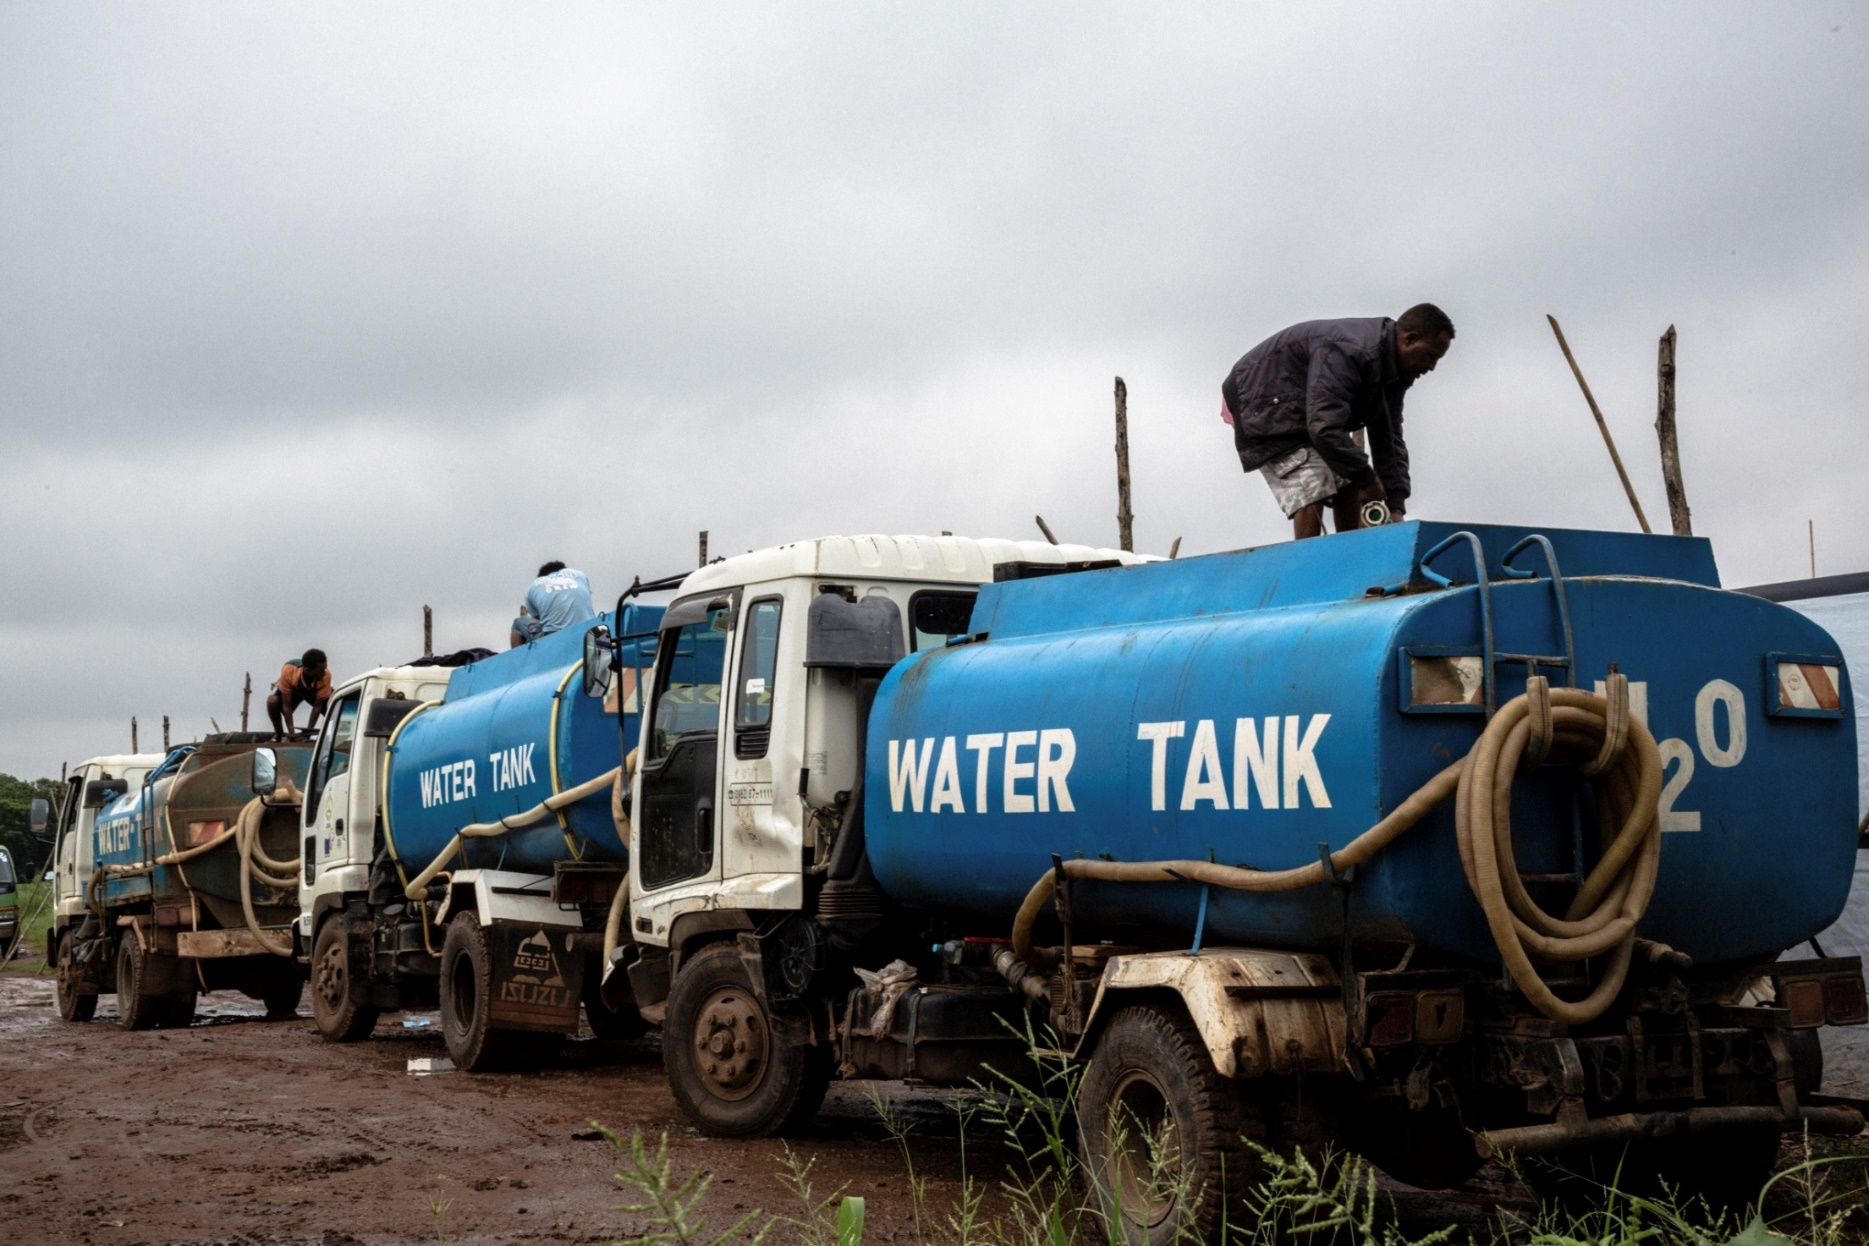 WATER TANK
H2O
WATER TANK
WATER-T
ISUZU